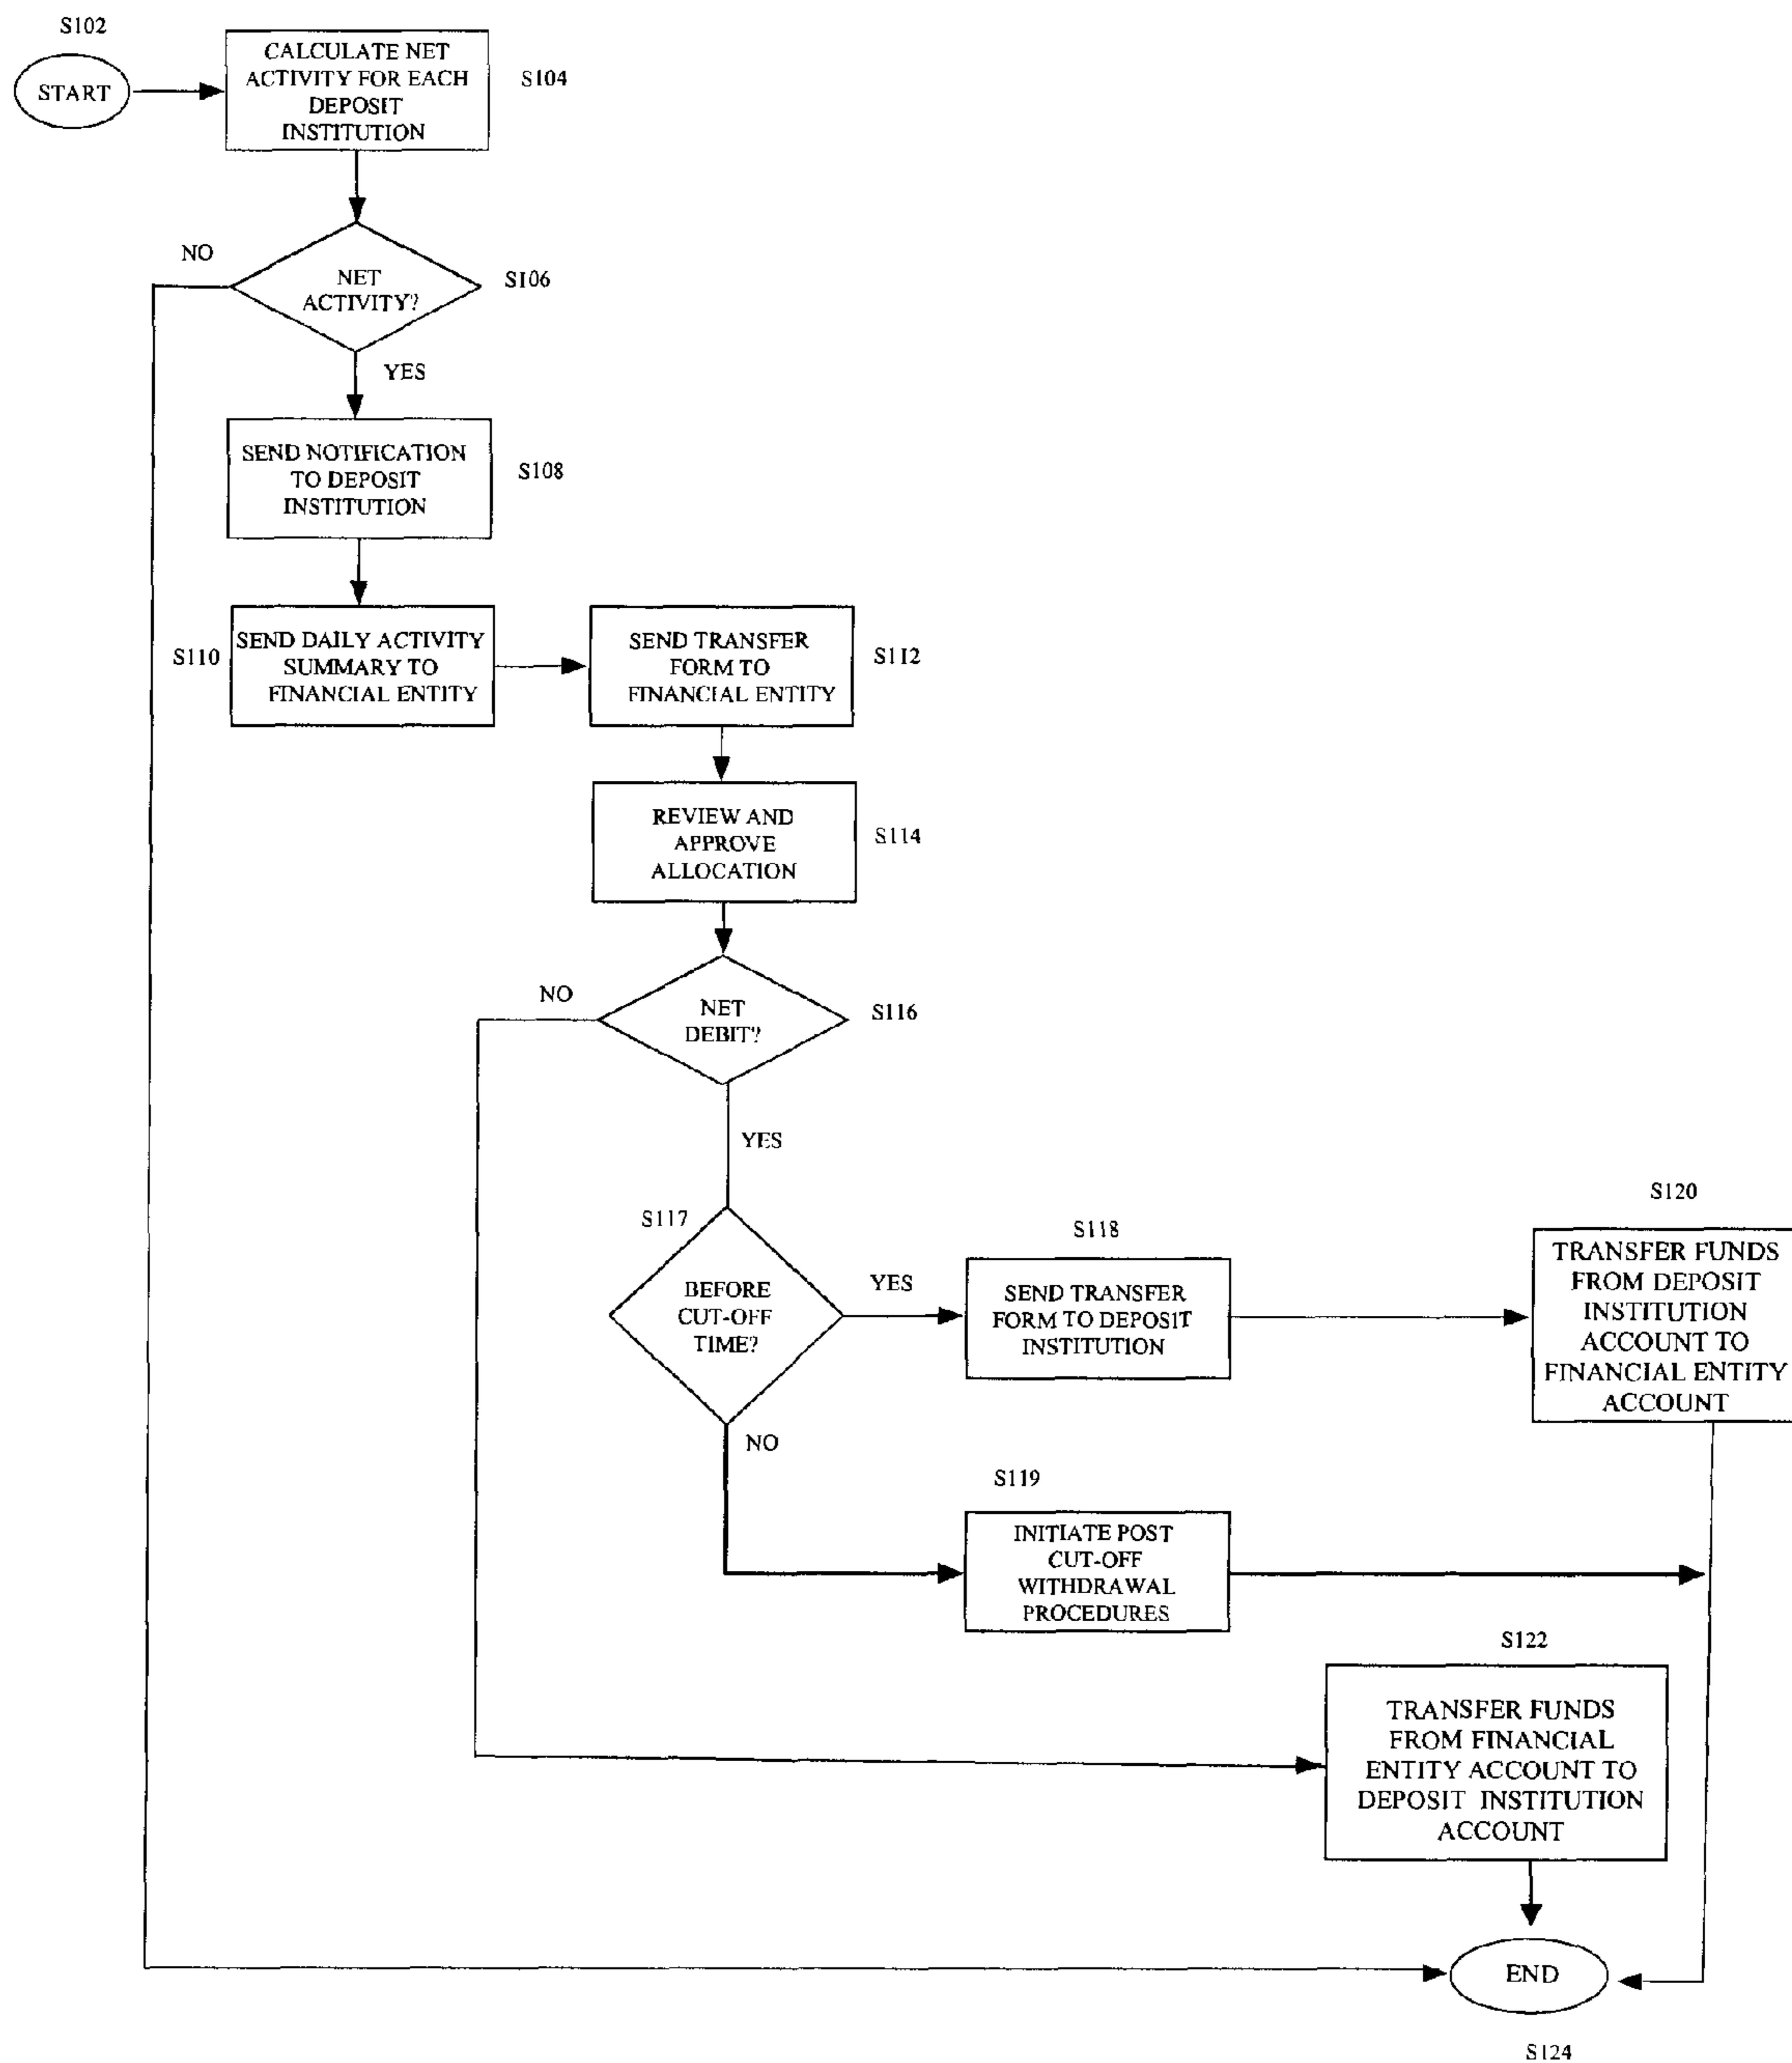 S102
START
CALCULATE NET
ACTIVITY FOR EACH
DEPOSIT
INSTITUTION
S104
NO
NET
ACTIVITY?
S106
YES
SEND NOTIFICATION
TO DEPOSIT
INSTITUTION
S108
S110
SEND DAILY ACTIVITY
SUMMARY TO
FINANCIAL ENTITY
SEND TRANSFER
FORM TO
FINANCIAL ENTITY
S112
REVIEW AND
APPROVE
ALLOCATION
S114
NO
NET
DEBIT?
S116
YES
S117
BEFORE
CUT-OFF
TIME?
YES
S118
SEND TRANSFER
FORM TO DEPOSIT
INSTITUTION
S120
TRANSFER FUNDS
FROM DEPOSIT
INSTITUTION
ACCOUNT TO
FINANCIAL ENTITY
ACCOUNT
NO
S119
INITIATE POST
CUT-OFF
WITHDRAWAL
PROCEDURES
S122
TRANSFER FUNDS
FROM FINANCIAL
ENTITY ACCOUNT TO
DEPOSIT INSTITUTION
ACCOUNT
END
S124